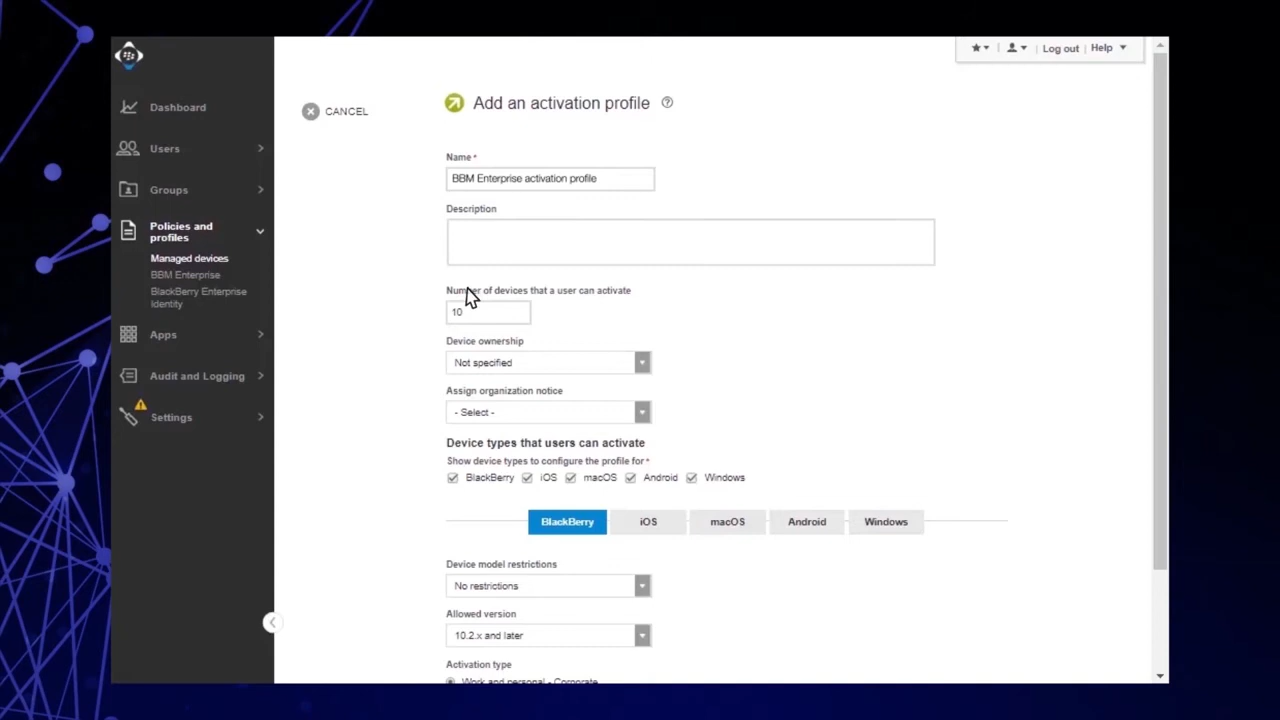 Log out
Help
Dashboard
Users
Groups
Policies and
profiles
Managed devices
BBM Enterprise
BlackBerry Enterprise
Identity
Apps
Audit and Logging
Settings
CANCEL
Add an activation profile
Name *
BBM Enterprise activation profile
Description
Number of devices that a user can activate
10
Device ownership
Not specified
Assign organization notice
- Select -
Device types that users can activate
Show device types to configure the profile for *
BlackBerry iOS macOS Android Windows
BlackBerry iOS macOS Android Windows
Device model restrictions
No restrictions
Allowed version
10.2.x and later
Activation type
Work and personal - Corporate